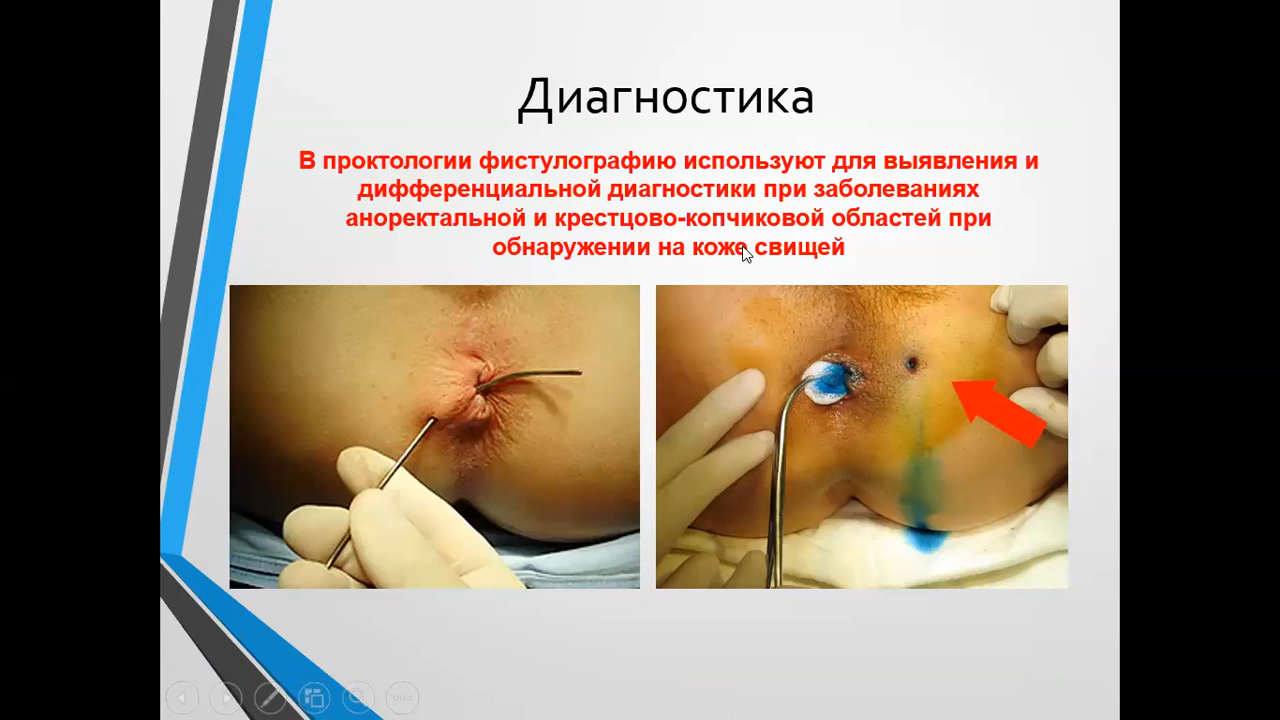 Диагностика
В проктологии фистулографию используют для выявления и
дифференциальной диагностики при заболеваниях
аноректальной и крестцово-копчиковой областей при
обнаружении на коже свищей